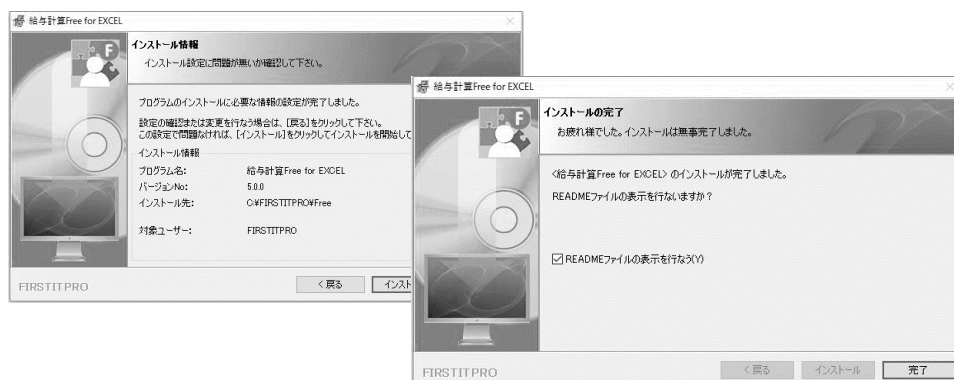 給与計算Free for EXCEL
インストール情報
インストール設定に問題が無いか確認して下さい。
プログラムのインストールに必要な情報の設定が完了しました。
設定の確認または変更を行なう場合は、[戻る]をクリックして下さい。
この設定で問題なければ、[インストール]をクリックしてインストールを開始して
インストール情報
プログラム名: 給与計算Free for EXCEL
バージョンNo: 5.0.0
インストール先: C:¥FIRSTITPRO¥Free
対象ユーザー: FIRSTITPRO
FIRSTITPRO
< 戻る インスト
給与計算Free for EXCEL
インストールの完了
お疲れ様でした。インストールは無事完了しました。
<給与計算Free for EXCEL> のインストールが完了しました。
READMEファイルの表示を行ないますか?
READMEファイルの表示を行なう(Y)
FIRSTITPRO
< 戻る インストール 完了